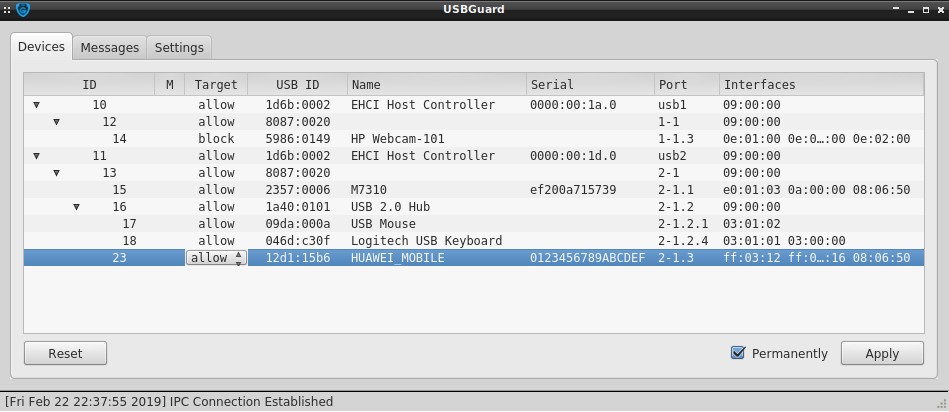 USBGuard
Devices Messages Settings
ID M Target USB ID Name Serial Port Interfaces
10 allow 1d6b:0002 EHCI Host Controller 0000:00:1a.0 usb1 09:00:00
12 allow 8087:0020 1-1 09:00:00
14 block 5986:0149 HP Webcam-101 1-1.3 0e:01:00 0e:0…:00 0e:02:00
11 allow 1d6b:0002 EHCI Host Controller 0000:00:1d.0 usb2 09:00:00
13 allow 8087:0020 2-1 09:00:00
15 allow 2357:0006 M7310 ef200a715739 2-1.1 e0:01:03 0a:00:00 08:06:50
16 allow 1a40:0101 USB 2.0 Hub 2-1.2 09:00:00
17 allow 09da:000a USB Mouse 2-1.2.1 03:01:02
18 allow 046d:c30f Logitech USB Keyboard 2-1.2.4 03:01:01 03:00:00
23 allow 12d1:15b6 HUAWEI_MOBILE 0123456789ABCDEF 2-1.3 ff:03:12 ff:0…:16 08:06:50
Reset Permanently Apply
[Fri Feb 22 22:37:55 2019] IPC Connection Established